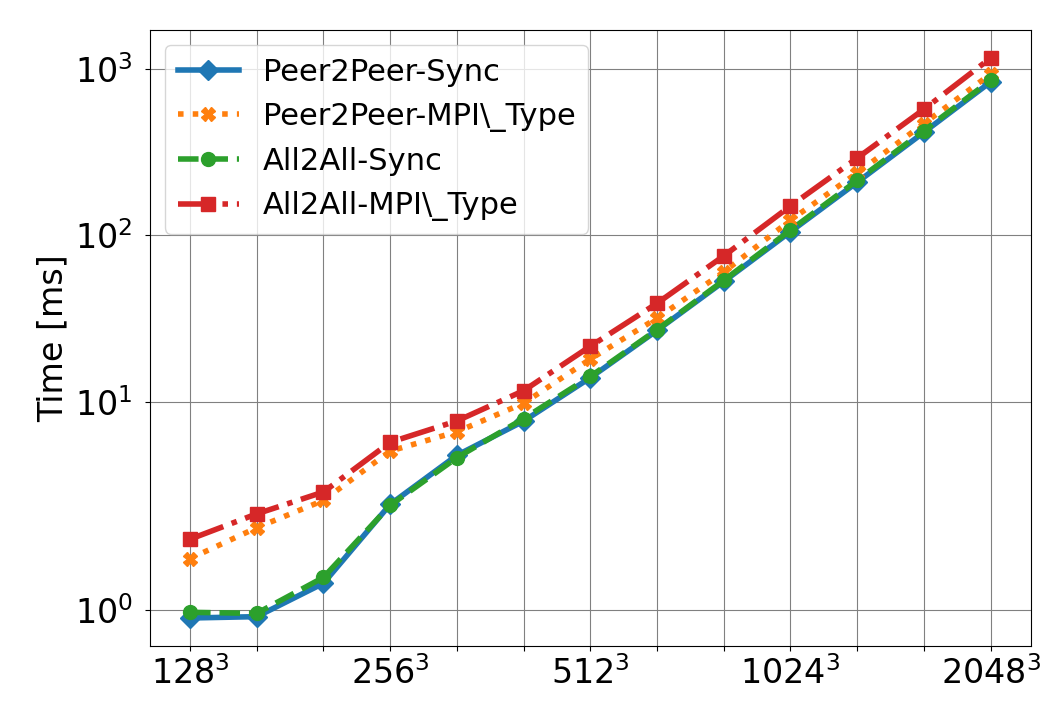 10³
10²
10¹
10⁰
Time [ms]
Peer2Peer-Sync
Peer2Peer-MPI\_Type
All2All-Sync
All2All-MPI\_Type
128³ 256³ 512³ 1024³ 2048³